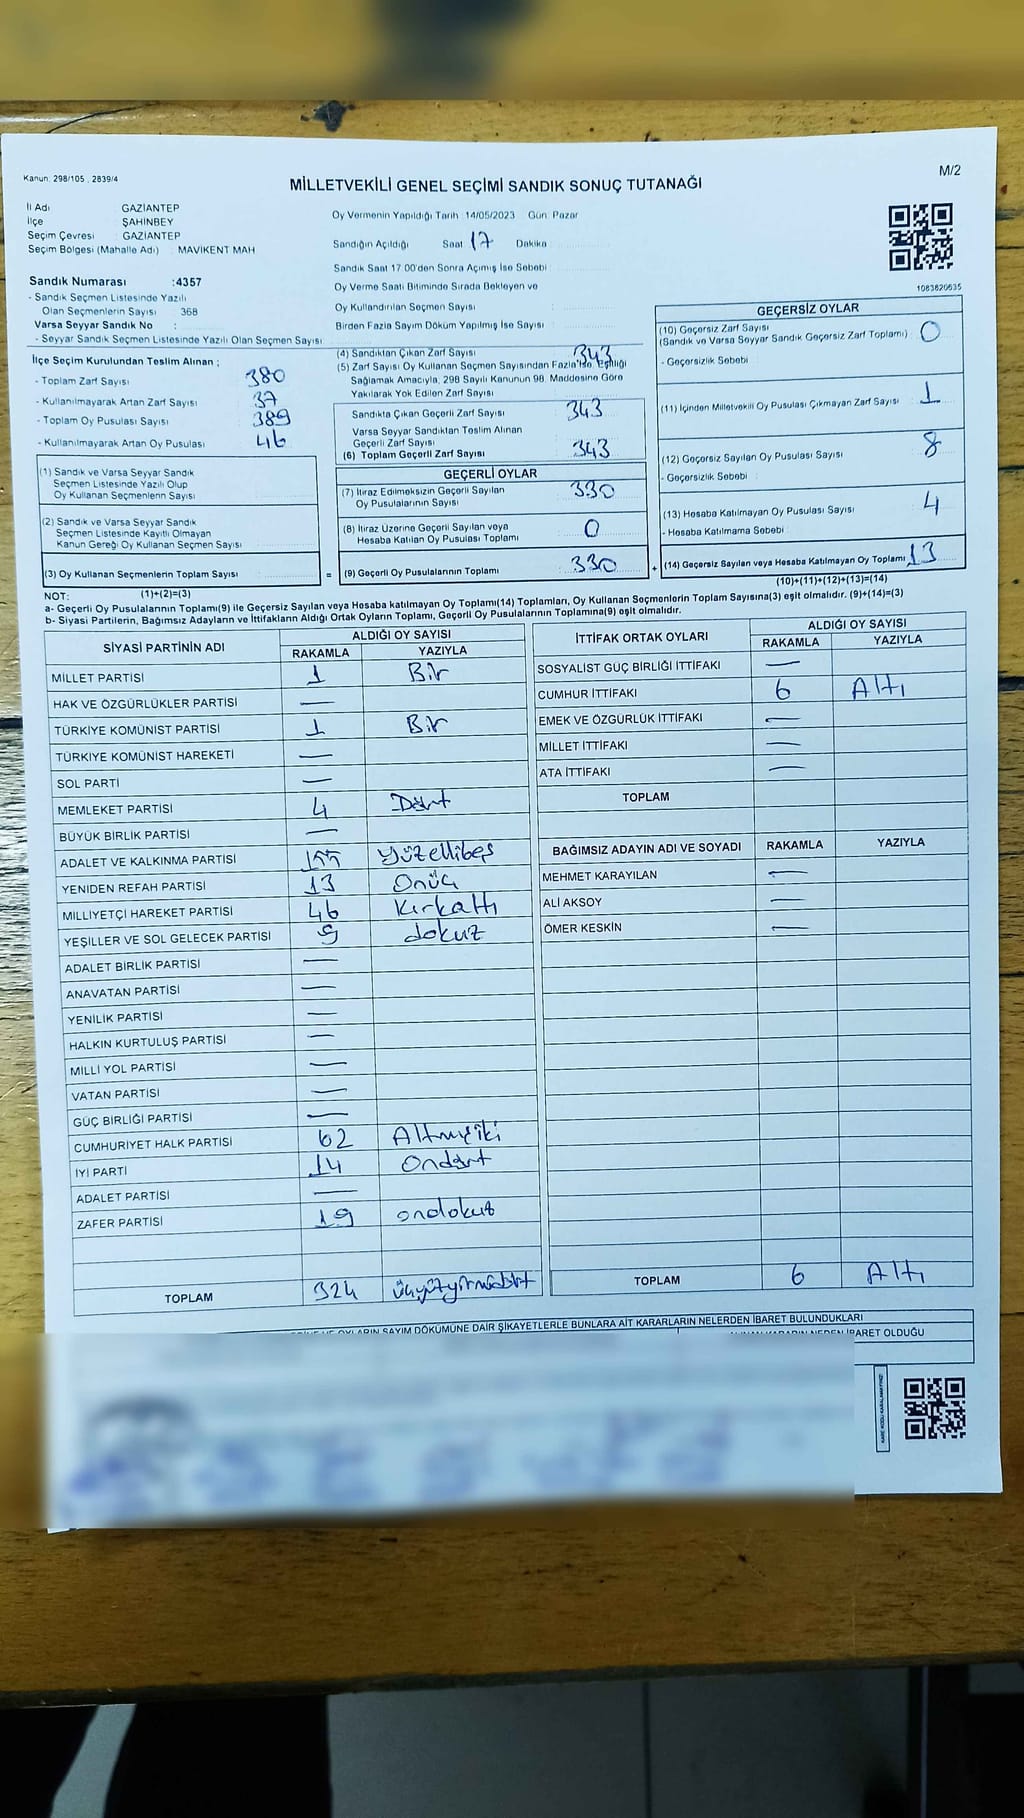 Kanun: 298/105 , 2839/4
M/2
MİLLETVEKİLİ GENEL SEÇİMİ SANDIK SONUÇ TUTANAĞI
İl Adı : GAZİANTEP
İlçe : ŞAHİNBEY
Seçim Çevresi : GAZİANTEP
Seçim Bölgesi (Mahalle Adı) : MAVİKENT MAH
Oy Vermenin Yapıldığı Tarih 14/05/2023 Gün: Pazar
Sandığın Açıldığı Saat 17 Dakika
Sandık Saat 17:00'den Sonra Açımış İse Sebebi :
Oy Verme Saati Bitiminde Sırada Bekleyen ve
Oy Kullandırılan Seçmen Sayısı :
Birden Fazla Sayım Döküm Yapılmış İse Sayısı :
1083620635
Sandık Numarası :4357
- Sandık Seçmen Listesinde Yazılı
Olan Seçmenlerin Sayısı : 368
Varsa Seyyar Sandık No :
- Seyyar Sandık Seçmen Listesinde Yazılı Olan Seçmen Sayısı :
İlçe Seçim Kurulundan Teslim Alınan ;
- Toplam Zarf Sayısı : 380
- Kullanılmayarak Artan Zarf Sayısı : 37
- Toplam Oy Pusulası Sayısı : 389
- Kullanılmayarak Artan Oy Pusulası : 46
(1) Sandık ve Varsa Seyyar Sandık
Seçmen Listesinde Yazılı Olup
Oy Kullanan Seçmenlerin Sayısı
(2) Sandık ve Varsa Seyyar Sandık
Seçmen Listesinde Kayıtlı Olmayan
Kanun Gereği Oy Kullanan Seçmen Sayısı
(3) Oy Kullanan Seçmenlerin Toplam Sayısı
=
(4) Sandıktan Çıkan Zarf Sayısı : 343
(5) Zarf Sayısı Oy Kullanan Seçmen Sayısından Fazla İse, Eşitliği
Sağlamak Amacıyla, 298 Sayılı Kanunun 98. Maddesine Göre
Yakılarak Yok Edilen Zarf Sayısı
Sandıkta Çıkan Geçerli Zarf Sayısı : 343
Varsa Seyyar Sandıktan Teslim Alınan
Geçerli Zarf Sayısı
(6) Toplam Geçerli Zarf Sayısı : 343
GEÇERLİ OYLAR
(7) İtiraz Edilmeksizin Geçerli Sayılan
Oy Pusulalarının Sayısı : 330
(8) İtiraz Üzerine Geçerli Sayılan veya
Hesaba Katılan Oy Pusulası Toplamı : 0
(9) Geçerli Oy Pusulalarının Toplamı : 330
+
GEÇERSİZ OYLAR
(10) Geçersiz Zarf Sayısı
(Sandık ve Varsa Seyyar Sandık Geçersiz Zarf Toplamı) : 0
- Geçersizlik Sebebi :
(11) İçinden Milletvekili Oy Pusulası Çıkmayan Zarf Sayısı : 1
(12) Geçersiz Sayılan Oy Pusulası Sayısı : 8
- Geçersizlik Sebebi :
(13) Hesaba Katılmayan Oy Pusulası Sayısı : 4
- Hesaba Katılmama Sebebi :
(14) Geçersiz Sayılan veya Hesaba Katılmayan Oy Toplamı : 13
(10)+(11)+(12)+(13)=(14)
NOT: (1)+(2)=(3)
a- Geçerli Oy Pusulalarının Toplamı(9) ile Geçersiz Sayılan veya Hesaba katılmayan Oy Toplamı(14) Toplamları, Oy Kullanan Seçmenlerin Toplam Sayısına(3) eşit olmalıdır. (9)+(14)=(3)
b- Siyasi Partilerin, Bağımsız Adayların ve İttifakların Aldığı Ortak Oyların Toplamı, Geçerli Oy Pusulalarının Toplamına(9) eşit olmalıdır.
SİYASİ PARTİNİN ADI ALDIĞI OY SAYISI
RAKAMLA YAZIYLA
MİLLET PARTİSİ 1 Bir
HAK VE ÖZGÜRLÜKLER PARTİSİ —
TÜRKİYE KOMÜNİST PARTİSİ 1 Bir
TÜRKİYE KOMÜNİST HAREKETİ —
SOL PARTİ —
MEMLEKET PARTİSİ 4 Dört
BÜYÜK BİRLİK PARTİSİ —
ADALET VE KALKINMA PARTİSİ 155 yüzellibeş
YENİDEN REFAH PARTİSİ 13 Onüç
MİLLİYETÇİ HAREKET PARTİSİ 46 Kırkaltı
YEŞİLLER VE SOL GELECEK PARTİSİ 9 dokuz
ADALET BİRLİK PARTİSİ —
ANAVATAN PARTİSİ —
YENİLİK PARTİSİ —
HALKIN KURTULUŞ PARTİSİ —
MİLLİ YOL PARTİSİ —
VATAN PARTİSİ —
GÜÇ BİRLİĞİ PARTİSİ —
CUMHURİYET HALK PARTİSİ 62 Altmışiki
İYİ PARTİ 14 Ondört
ADALET PARTİSİ —
ZAFER PARTİSİ 19 ondokuz
TOPLAM 324 üçyüzyirmidört
İTTİFAK ORTAK OYLARI ALDIĞI OY SAYISI
RAKAMLA YAZIYLA
SOSYALİST GÜÇ BİRLİĞİ İTTİFAKI —
CUMHUR İTTİFAKI 6 Altı
EMEK VE ÖZGÜRLÜK İTTİFAKI —
MİLLET İTTİFAKI —
ATA İTTİFAKI —
TOPLAM
BAĞIMSIZ ADAYIN ADI VE SOYADI RAKAMLA YAZIYLA
MEHMET KARAYILAN —
ALİ AKSOY —
ÖMER KESKİN —
TOPLAM 6 Altı
OYLARIN SAYIM DÖKÜMÜNE DAİR ŞİKAYETLERLE BUNLARA AİT KARARLARIN NELERDEN İBARET BULUNDUKLARI
İBARET OLDUĞU
KARE KODU KARALAMAYINIZ!